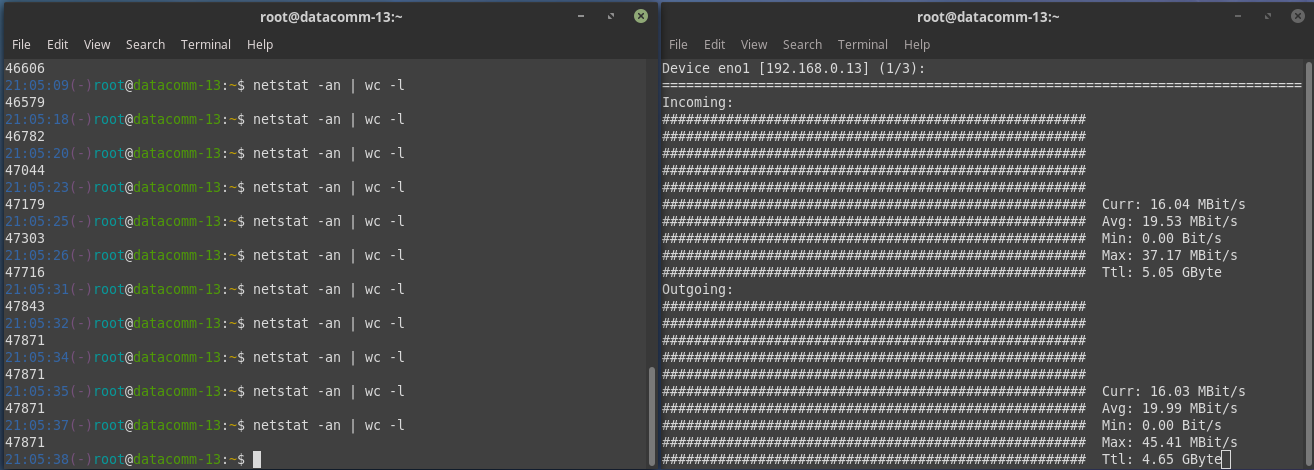 root@datacomm-13:~
File Edit View Search Terminal Help
46606
21:05:09(-)root@datacomm-13:~$ netstat -an | wc -l
46579
21:05:18(-)root@datacomm-13:~$ netstat -an | wc -l
46782
21:05:20(-)root@datacomm-13:~$ netstat -an | wc -l
47044
21:05:23(-)root@datacomm-13:~$ netstat -an | wc -l
47179
21:05:25(-)root@datacomm-13:~$ netstat -an | wc -l
47303
21:05:26(-)root@datacomm-13:~$ netstat -an | wc -l
47716
21:05:31(-)root@datacomm-13:~$ netstat -an | wc -l
47843
21:05:32(-)root@datacomm-13:~$ netstat -an | wc -l
47871
21:05:34(-)root@datacomm-13:~$ netstat -an | wc -l
47871
21:05:35(-)root@datacomm-13:~$ netstat -an | wc -l
47871
21:05:37(-)root@datacomm-13:~$ netstat -an | wc -l
47871
21:05:38(-)root@datacomm-13:~$
root@datacomm-13:~
File Edit View Search Terminal Help
Device eno1 [192.168.0.13] (1/3):
================================================================================
Incoming:
#####################################################
#####################################################
#####################################################
#####################################################
#####################################################
##################################################### Curr: 16.04 MBit/s
##################################################### Avg: 19.53 MBit/s
##################################################### Min: 0.00 Bit/s
##################################################### Max: 37.17 MBit/s
##################################################### Ttl: 5.05 GByte
Outgoing:
#####################################################
#####################################################
#####################################################
#####################################################
#####################################################
##################################################### Curr: 16.03 MBit/s
##################################################### Avg: 19.99 MBit/s
##################################################### Min: 0.00 Bit/s
##################################################### Max: 45.41 MBit/s
##################################################### Ttl: 4.65 GByte